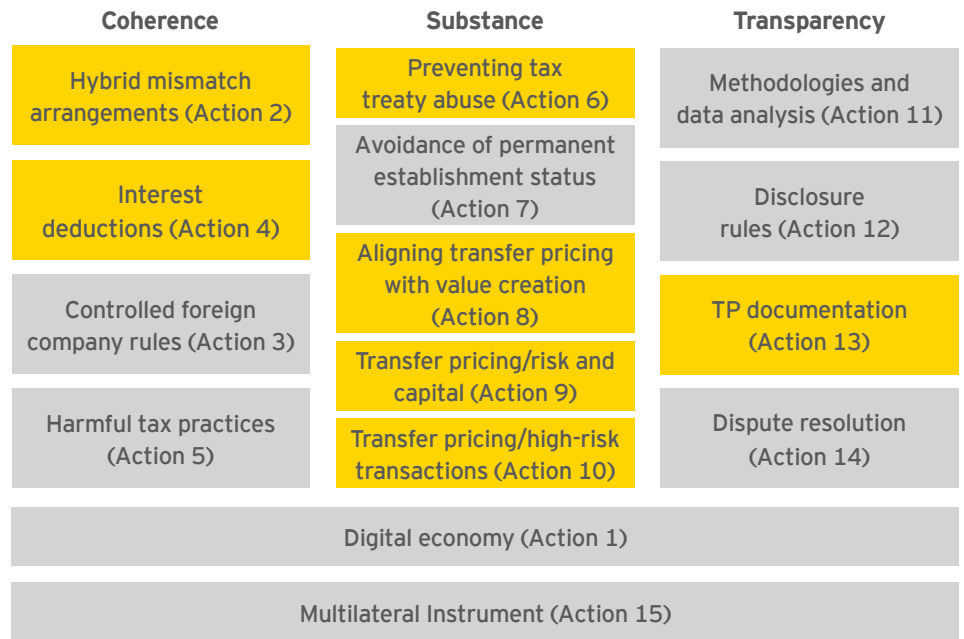 Coherence
Hybrid mismatch
arrangements (Action 2)
Interest
deductions (Action 4)
Controlled foreign
company rules (Action 3)
Harmful tax practices
(Action 5)
Substance
Preventing tax
treaty abuse (Action 6)
Avoidance of permanent
establishment status
(Action 7)
Aligning transfer pricing
with value creation
(Action 8)
Transfer pricing/risk and
capital (Action 9)
Transfer pricing/high-risk
transactions (Action 10)
Transparency
Methodologies and
data analysis (Action 11)
Disclosure
rules (Action 12)
TP documentation
(Action 13)
Dispute resolution
(Action 14)
Digital economy (Action 1)
Multilateral Instrument (Action 15)